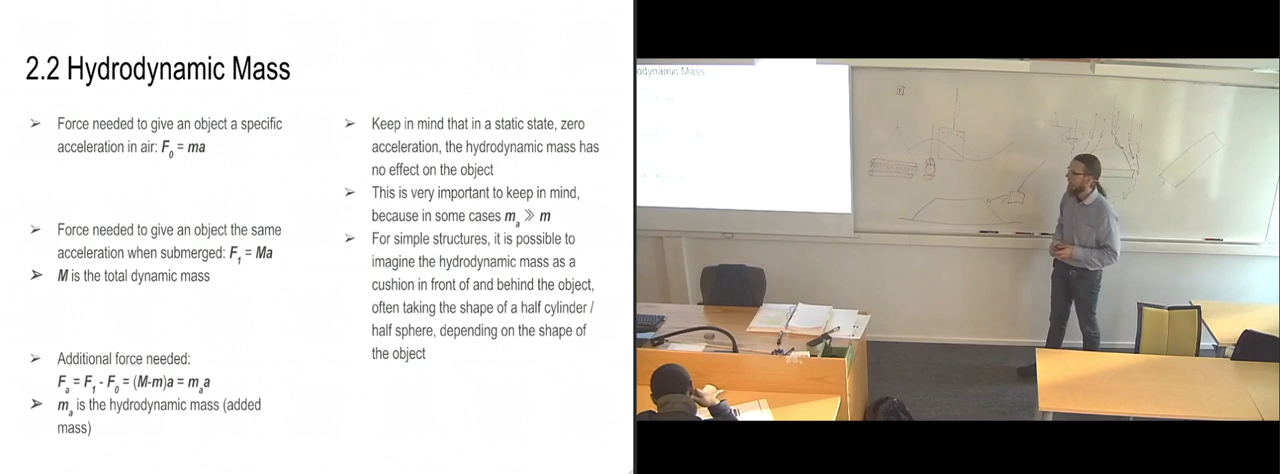 2.2 Hydrodynamic Mass
➢ Force needed to give an object a specific
acceleration in air: F₀ = ma
➢ Force needed to give an object the same
acceleration when submerged: F₁ = Ma
➢ M is the total dynamic mass
➢ Additional force needed:
Fₐ = F₁ - F₀ = (M-m)a = mₐa
➢ mₐ is the hydrodynamic mass (added
mass)
➢ Keep in mind that in a static state, zero
acceleration, the hydrodynamic mass has
no effect on the object
➢ This is very important to keep in mind,
because in some cases mₐ ≫ m
➢ For simple structures, it is possible to
imagine the hydrodynamic mass as a
cushion in front of and behind the object,
often taking the shape of a half cylinder /
half sphere, depending on the shape of
the object
odynamic Mass